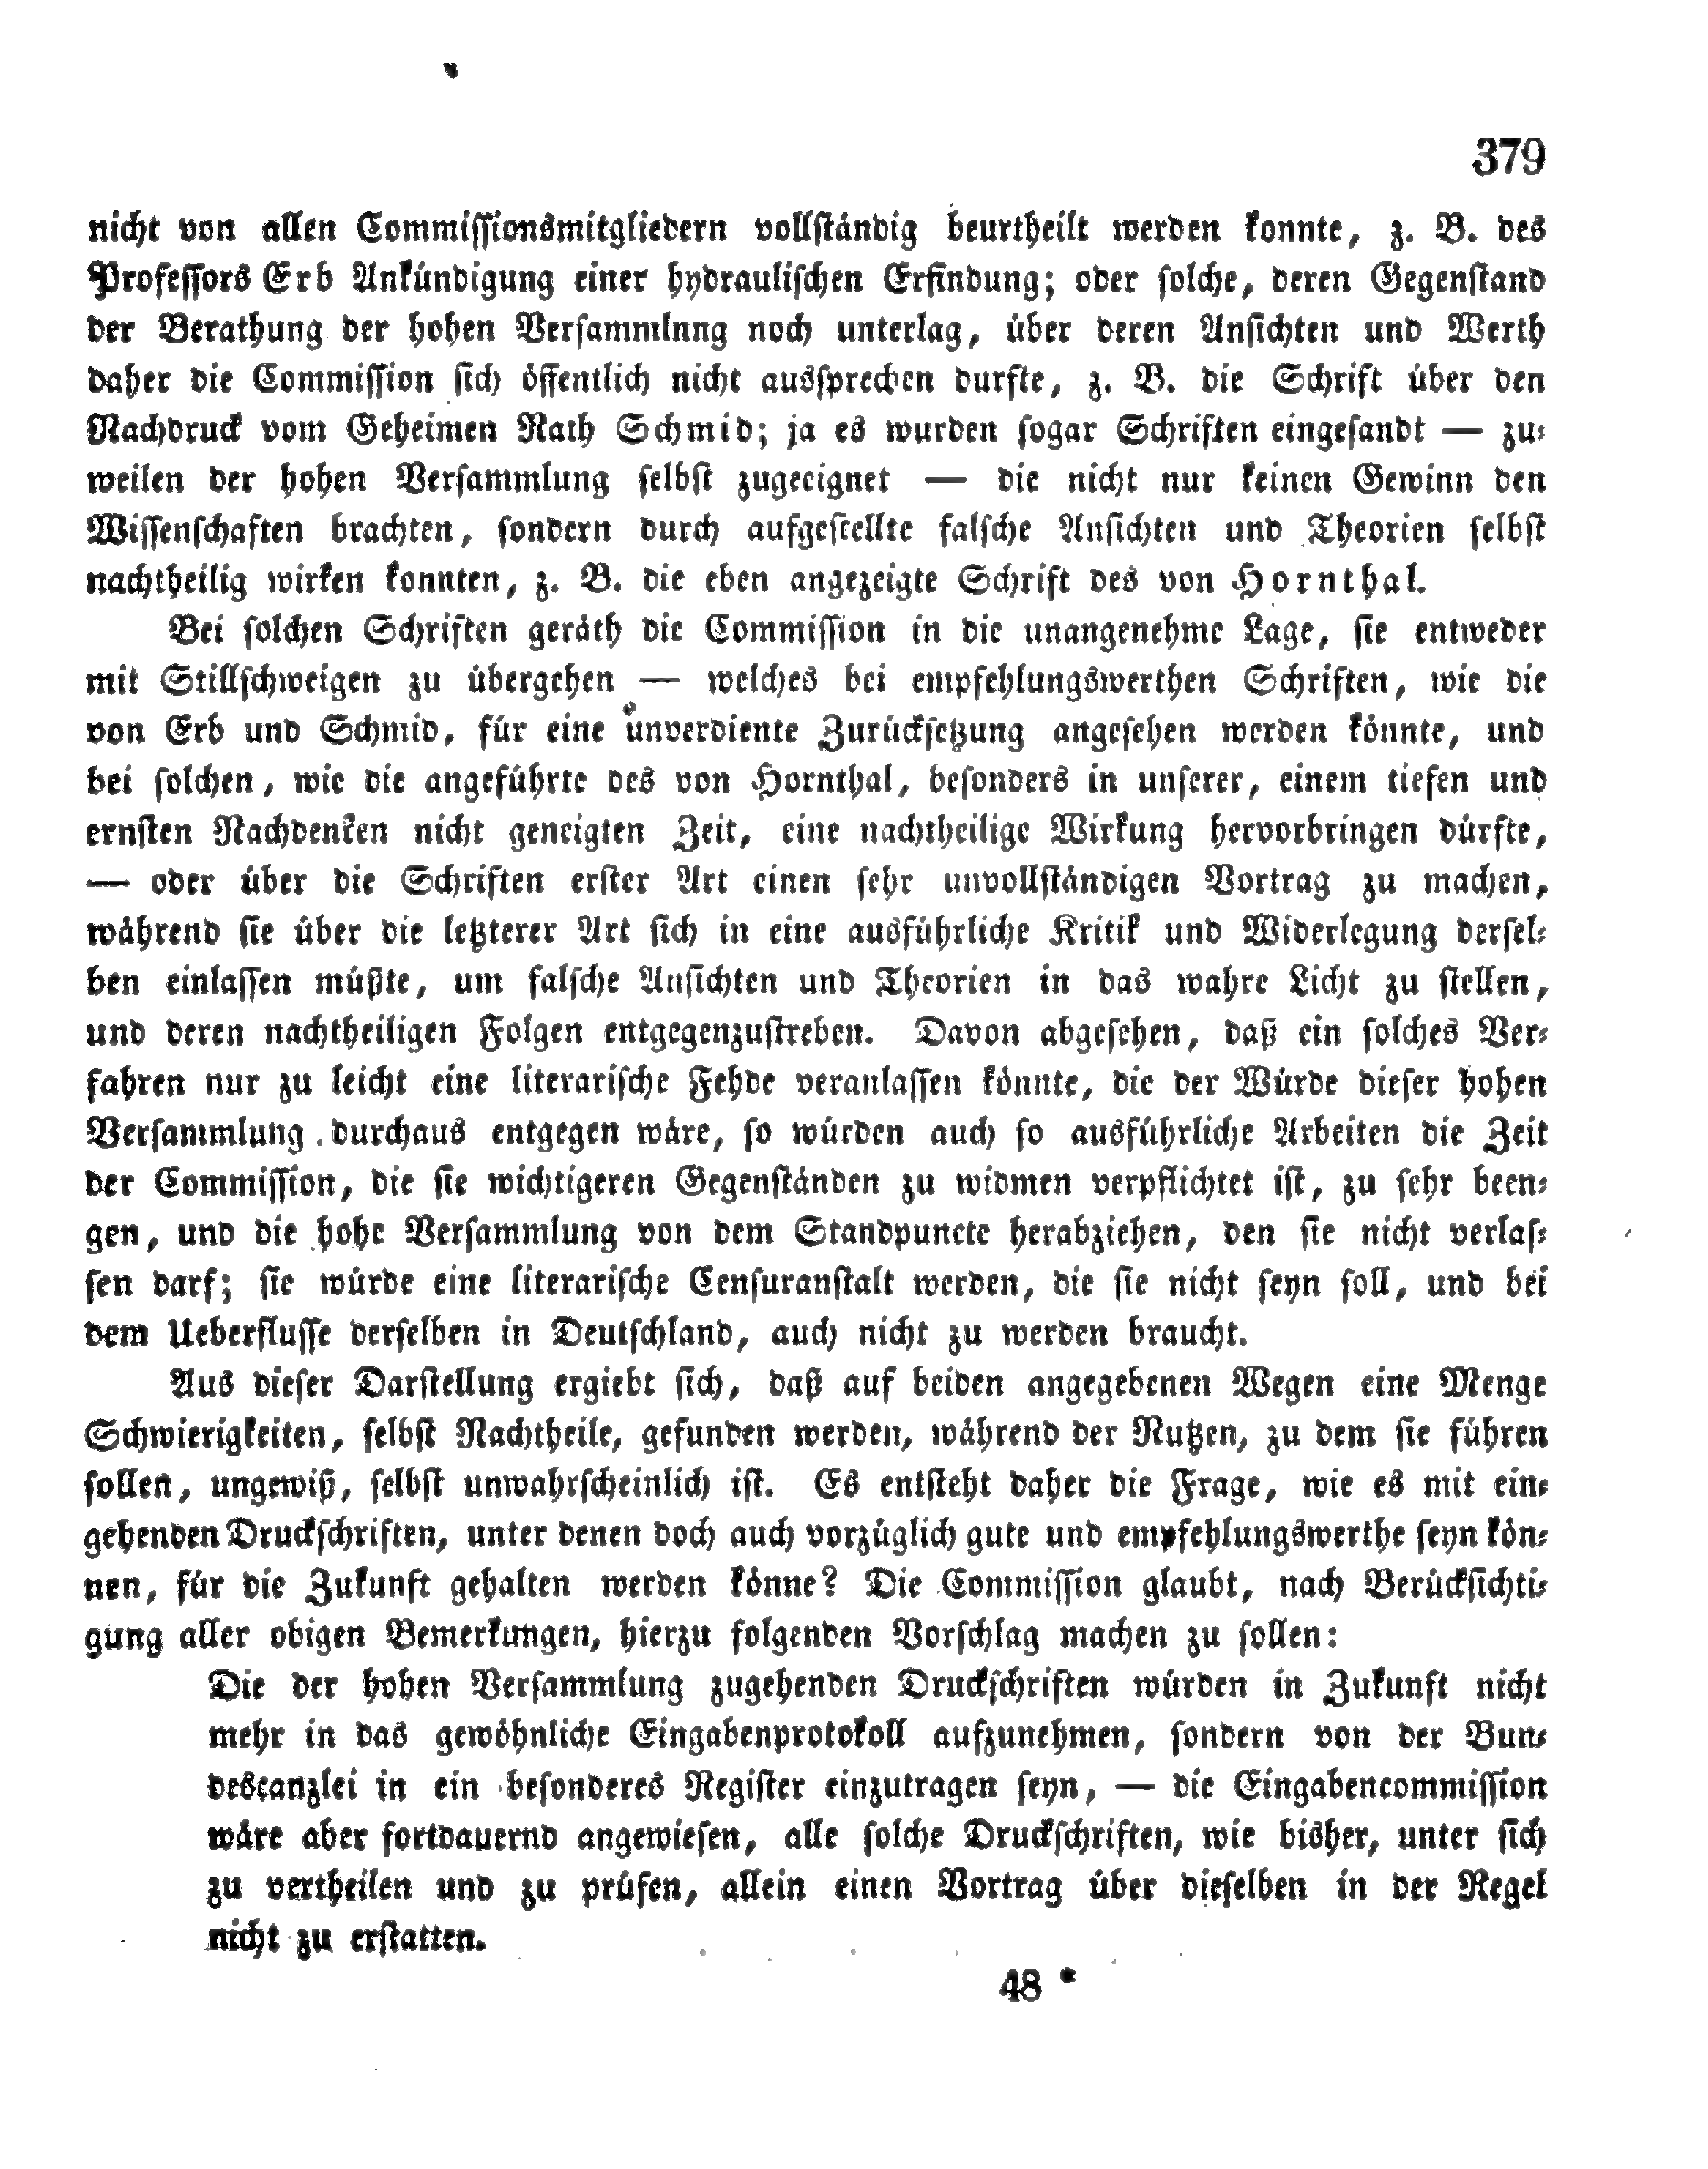 379
nicht von allen Commissionsmitgliedern vollständig beurtheilt werden konnte, z. B. des
Professors Erb Ankündigung einer hydraulischen Erfindung; oder solche, deren Gegenstand
der Berathung der hohen Versammlnng noch unterlag, über deren Ansichten und Werth
daher die Commission sich öffentlich nicht aussprechen durfte, z. B. die Schrift über den
Nachdruck vom Geheimen Rath Schmid; ja es wurden sogar Schriften eingesandt — zu-
weilen der hohen Versammlung selbst zugeeignet — die nicht nur keinen Gewinn den
Wissenschaften brachten, sondern durch aufgestellte falsche Ansichten und Theorien selbst
nachtheilig wirken konnten, z. B. die eben angezeigte Schrift des von Hornthal.
Bei solchen Schriften geräth die Commission in die unangenehme Lage, sie entweder
mit Stillschweigen zu übergehen — welches bei empfehlungswerthen Schriften, wie die
von Erb und Schmid, für eine unverdiente Zurücksetzung angesehen werden könnte, und
bei solchen, wie die angeführte des von Hornthal, besonders in unserer, einem tiefen und
ernsten Nachdenken nicht geneigten Zeit, eine nachtheilige Wirkung hervorbringen dürfte,
— oder über die Schriften erster Art einen sehr unvollständigen Vortrag zu machen,
während sie über die letzterer Art sich in eine ausführliche Kritik und Widerlegung dersel-
ben einlassen müßte, um falsche Ansichten und Theorien in das wahre Licht zu stellen,
und deren nachtheiligen Folgen entgegenzustreben. Davon abgesehen, daß ein solches Ver-
fahren nur zu leicht eine literarische Fehde veranlassen könnte, die der Würde dieser hohen
Versammlung durchaus entgegen wäre, so würden auch so ausführliche Arbeiten die Zeit
der Commission, die sie wichtigeren Gegenständen zu widmen verpflichtet ist, zu sehr been-
gen, und die hohe Versammlung von dem Standpuncte herabziehen, den sie nicht verlas-
sen darf; sie würde eine literarische Censuranstalt werden, die sie nicht seyn soll, und bei
dem Ueberflusse derselben in Deutschland, auch nicht zu werden braucht.
Aus dieser Darstellung ergiebt sich, daß auf beiden angegebenen Wegen eine Menge
Schwierigkeiten, selbst Nachtheile, gefunden werden, während der Nutzen, zu dem sie führen
sollen, ungewiß, selbst unwahrscheinlich ist. Es entsteht daher die Frage, wie es mit ein-
gehenden Druckschriften, unter denen doch auch vorzüglich gute und empfehlungswerthe seyn kön-
nen, für die Zukunft gehalten werden könne? Die Commission glaubt, nach Berücksichti-
gung aller obigen Bemerkungen, hierzu folgenden Vorschlag machen zu sollen:
Die der hohen Versammlung zugehenden Druckschriften würden in Zukunft nicht
mehr in das gewöhnliche Eingabenprotokoll aufzunehmen, sondern von der Bun-
descanzlei in ein besonderes Register einzutragen seyn, — die Eingabencommission
wäre aber fortdauernd angewiesen, alle solche Druckschriften, wie bisher, unter sich
zu vertheilen und zu prüfen, allein einen Vortrag über dieselben in der Regel
nicht zu erstatten.
48 *